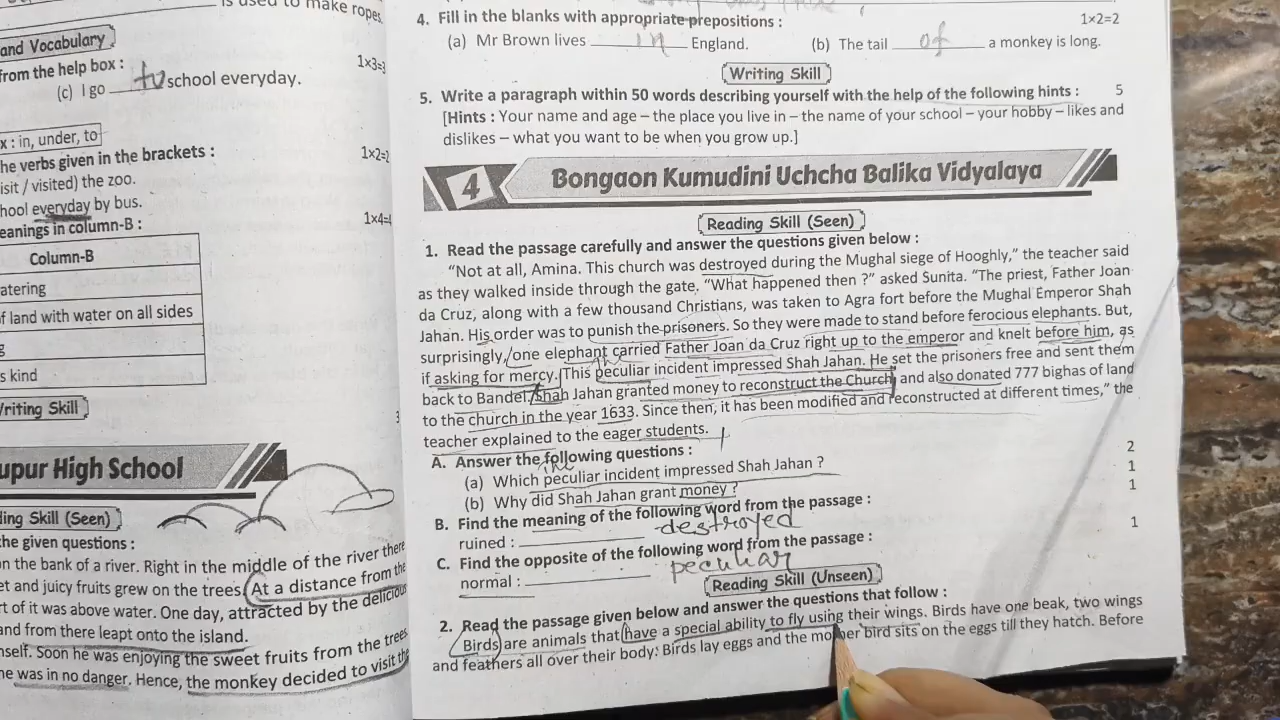 is used to make ropes.
and Vocabulary
from the help box :
1×3=3
(c) I go to school everyday.
x : in, under, to
he verbs given in the brackets :
1×2=2
isit / visited) the zoo.
hool everyday by bus.
eanings in column-B :
1×4=4
Column-B
atering
f land with water on all sides
g
s kind
Writing Skill
3
upur High School
ding Skill (Seen)
the given questions :
on the bank of a river. Right in the middle of the river there
et and juicy fruits grew on the trees. At a distance from the
rt of it was above water. One day, attracted by the delicious
and from there leapt onto the island.
nself. Soon he was enjoying the sweet fruits from the trees
he was in no danger. Hence, the monkey decided to visit the
4. Fill in the blanks with appropriate prepositions : 1×2=2
(a) Mr Brown lives in England. (b) The tail of a monkey is long.
Writing Skill
5. Write a paragraph within 50 words describing yourself with the help of the following hints : 5
[Hints : Your name and age – the place you live in – the name of your school – your hobby – likes and
dislikes – what you want to be when you grow up.]
4 Bongaon Kumudini Uchcha Balika Vidyalaya
Reading Skill (Seen)
1. Read the passage carefully and answer the questions given below :
“Not at all, Amina. This church was destroyed during the Mughal siege of Hooghly,” the teacher said
as they walked inside through the gate. “What happened then ?” asked Sunita. “The priest, Father Joan
da Cruz, along with a few thousand Christians, was taken to Agra fort before the Mughal Emperor Shah
Jahan. His order was to punish the prisoners. So they were made to stand before ferocious elephants. But,
surprisingly, one elephant carried Father Joan da Cruz right up to the emperor and knelt before him, as
if asking for mercy. This peculiar incident impressed Shah Jahan. He set the prisoners free and sent them
back to Bandel. Shah Jahan granted money to reconstruct the Church and also donated 777 bighas of land
to the church in the year 1633. Since then, it has been modified and reconstructed at different times,” the
teacher explained to the eager students.
A. Answer the following questions : 2
(a) Which peculiar incident impressed Shah Jahan ? 1
(b) Why did Shah Jahan grant money ? 1
B. Find the meaning of the following word from the passage :
ruined : destroyed 1
C. Find the opposite of the following word from the passage :
normal : peculiar
Reading Skill (Unseen)
2. Read the passage given below and answer the questions that follow :
Birds are animals that have a special ability to fly using their wings. Birds have one beak, two wings
and feathers all over their body. Birds lay eggs and the mother bird sits on the eggs till they hatch. Before